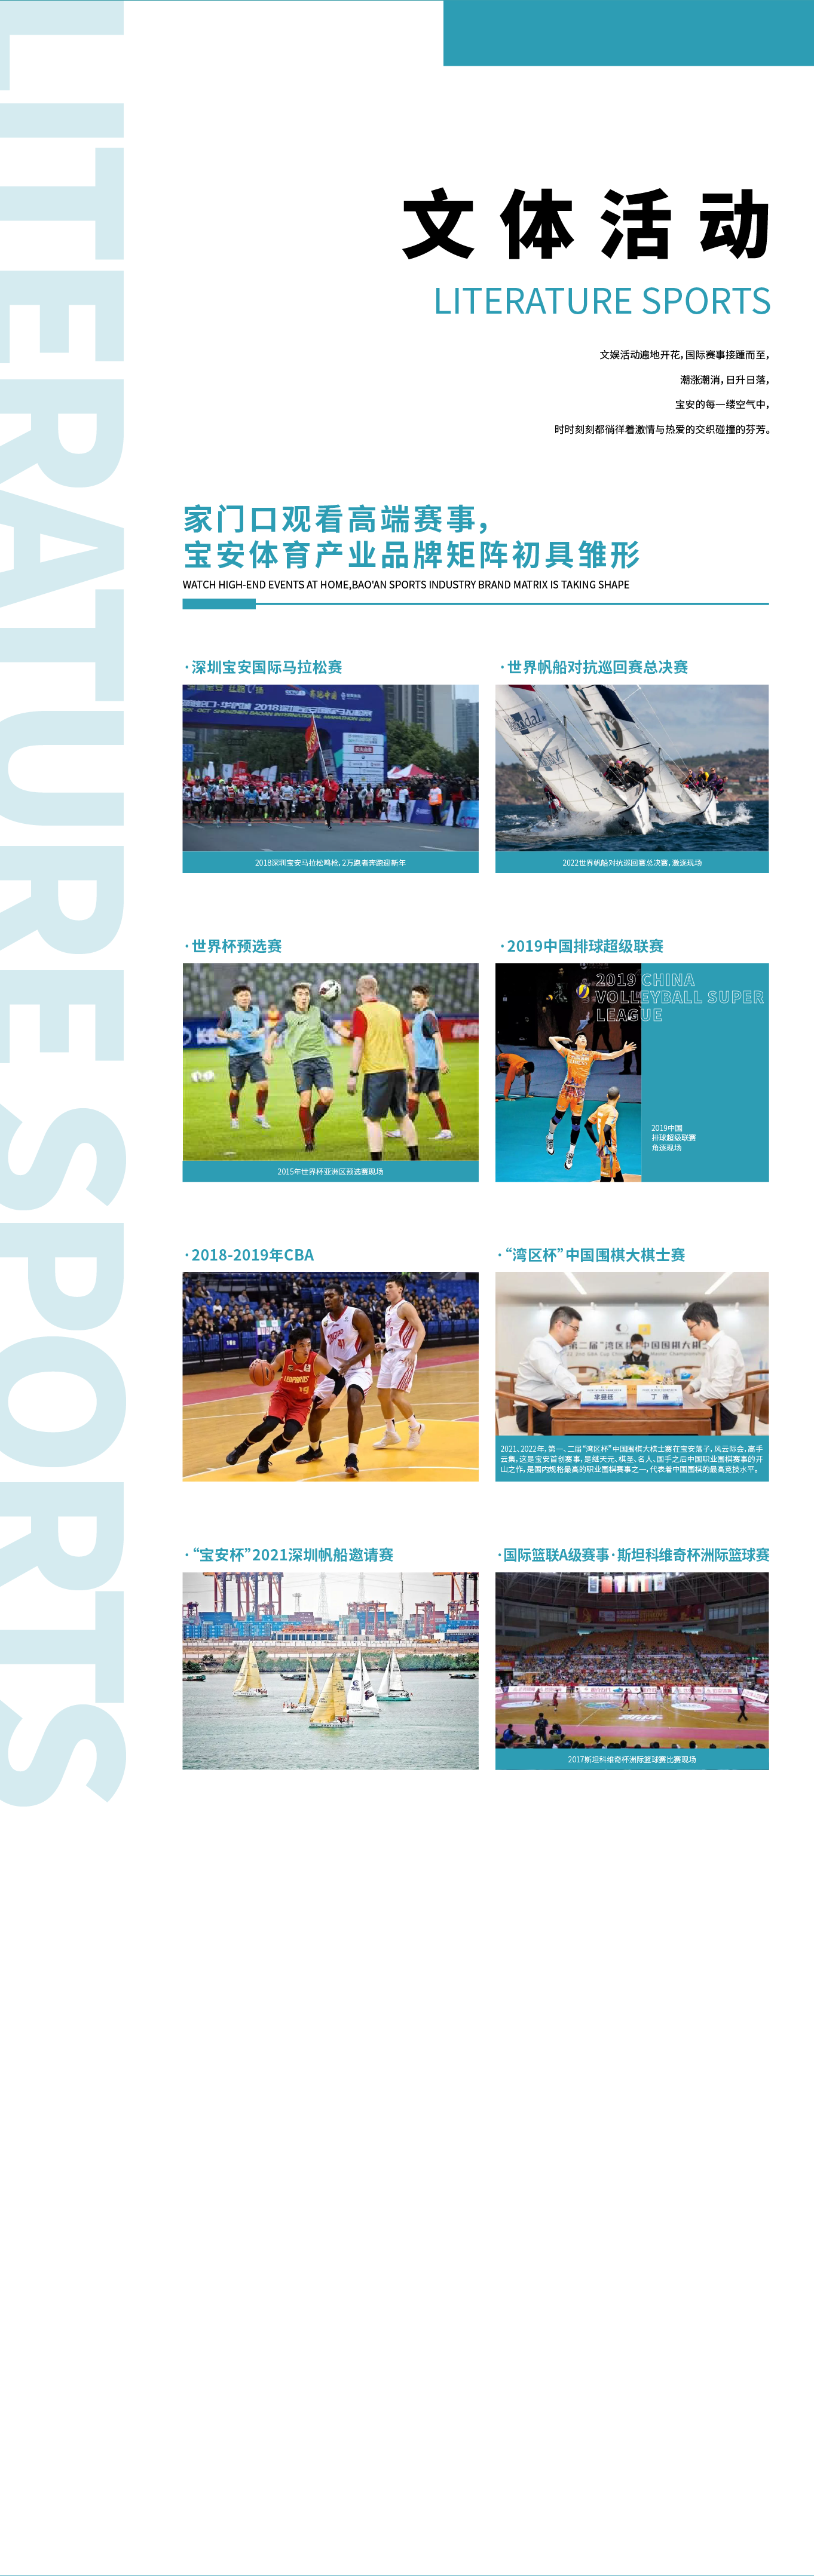 LITERATURE SPORTS
文体活动
LITERATURE SPORTS
文娱活动遍地开花，国际赛事接踵而至，
潮涨潮消，日升日落，
宝安的每一缕空气中，
时时刻刻都徜徉着激情与热爱的交织碰撞的芬芳。
家门口观看高端赛事，
宝安体育产业品牌矩阵初具雏形
WATCH HIGH-END EVENTS AT HOME,BAO'AN SPORTS INDUSTRY BRAND MATRIX IS TAKING SHAPE
·深圳宝安国际马拉松赛
2018深圳宝安马拉松鸣枪，2万跑者奔跑迎新年
·世界帆船对抗巡回赛总决赛
2022世界帆船对抗巡回赛总决赛，激逐现场
·世界杯预选赛
2015年世界杯亚洲区预选赛现场
·2019中国排球超级联赛
2019 CHINA
VOLLEYBALL SUPER
LEAGUE
2019中国
排球超级联赛
角逐现场
·2018-2019年CBA
LEOPARDS
19
·“湾区杯”中国围棋大棋士赛
第二届“湾区杯”中国围棋大棋
丁 浩
2021、2022年，第一、二届“湾区杯”中国围棋大棋士赛在宝安落子，风云际会，高手
云集，这是宝安首创赛事，是继天元、棋圣、名人、国手之后中国职业围棋赛事的开
山之作，是国内规格最高的职业围棋赛事之一，代表着中国围棋的最高竞技水平。
·“宝安杯”2021深圳帆船邀请赛
·国际篮联A级赛事·斯坦科维奇杯洲际篮球赛
2017斯坦科维奇杯洲际篮球赛比赛现场